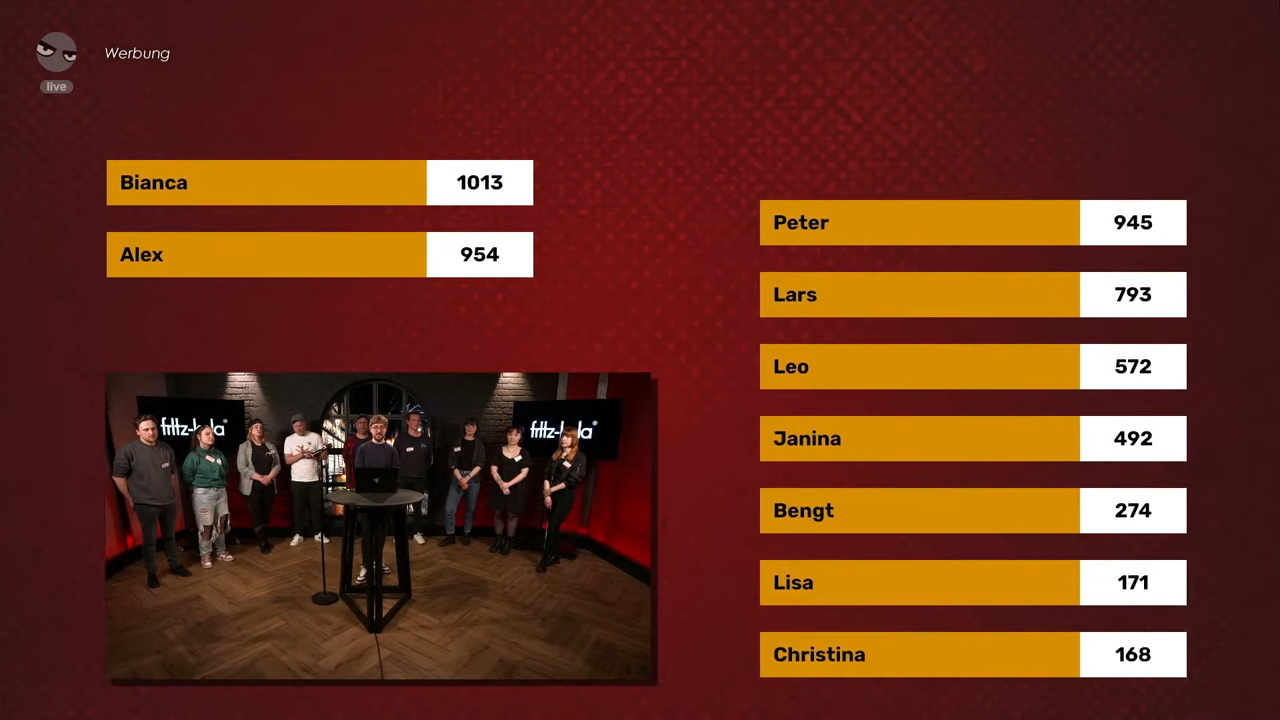 Werbung
live
Bianca 1013
Alex 954
Peter 945
Lars 793
Leo 572
Janina 492
Bengt 274
Lisa 171
Christina 168
fritz-kola®
fritz-kola®